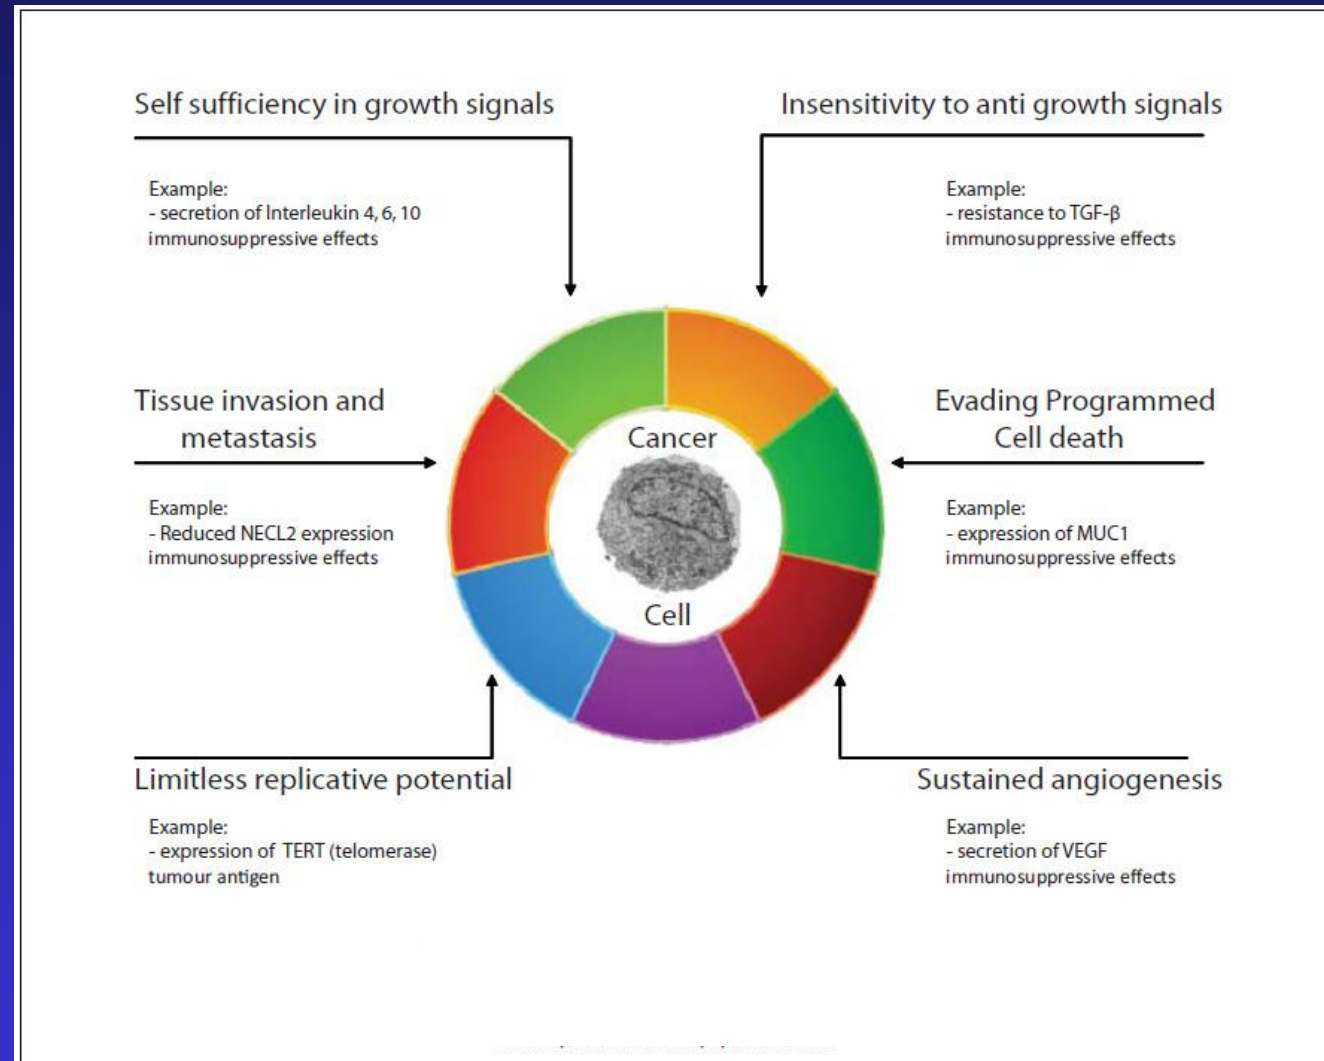 Self sufficiency in growth signals
Example:
- secretion of Interleukin 4, 6, 10
immunosuppressive effects
Insensitivity to anti growth signals
Example:
- resistance to TGF-β
immunosuppressive effects
Tissue invasion and
metastasis
Example:
- Reduced NECL2 expression
immunosuppressive effects
Cancer
Cell
Evading Programmed
Cell death
Example:
- expression of MUC1
immunosuppressive effects
Limitless replicative potential
Example:
- expression of TERT (telomerase)
tumour antigen
Sustained angiogenesis
Example:
- secretion of VEGF
immunosuppressive effects